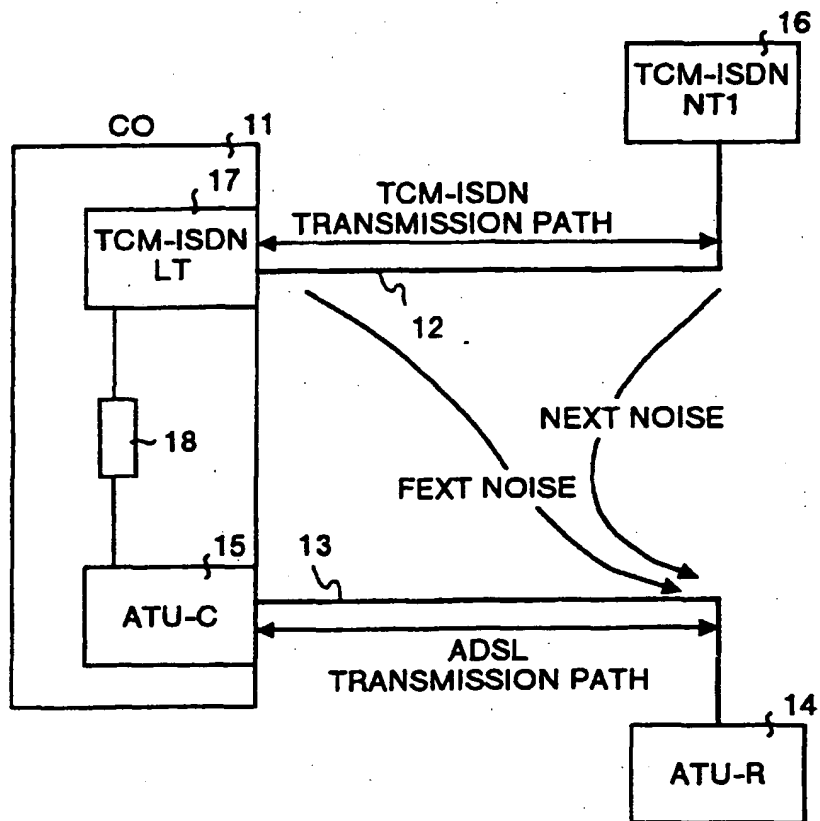 16
TCM-ISDN
NT1
CO
11
17
TCM-ISDN
LT
TCM-ISDN
TRANSMISSION PATH
12
NEXT NOISE
18
FEXT NOISE
15
13
ATU-C
ADSL
TRANSMISSION PATH
14
ATU-R